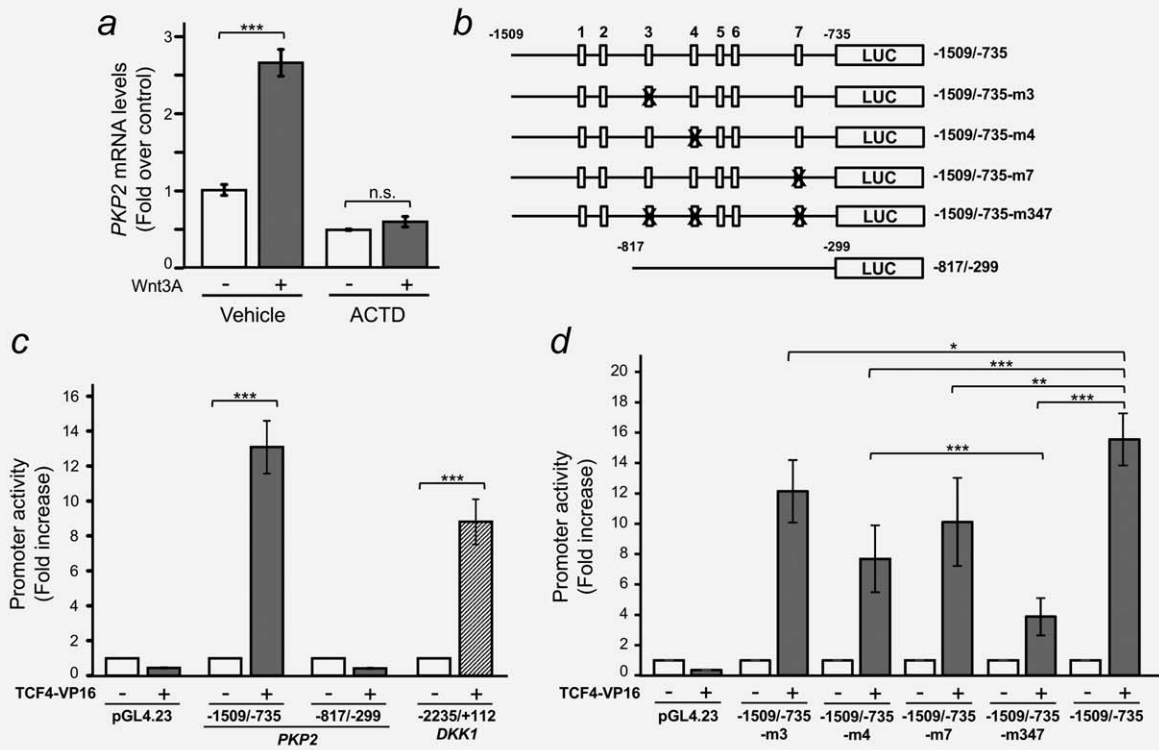 a
PKP2 mRNA levels
(Fold over control)
3
2
1
0
***
n.s.
Wnt3A - + - +
Vehicle ACTD
b
-1509 1 2 3 4 5 6 7 -735
LUC -1509/-735
LUC -1509/-735-m3
LUC -1509/-735-m4
LUC -1509/-735-m7
LUC -1509/-735-m347
-817 -299
LUC -817/-299
c
Promoter activity
(Fold increase)
16
14
12
10
8
6
4
2
0
***
***
TCF4-VP16 - + - + - + - +
pGL4.23 -1509/-735 -817/-299 -2235/+112
PKP2 DKK1
d
Promoter activity
(Fold increase)
20
18
16
14
12
10
8
6
4
2
0
*
***
**
***
***
TCF4-VP16 - + - + - + - + - + - +
pGL4.23 -1509/-735 -1509/-735 -1509/-735 -1509/-735 -1509/-735
-m3 -m4 -m7 -m347